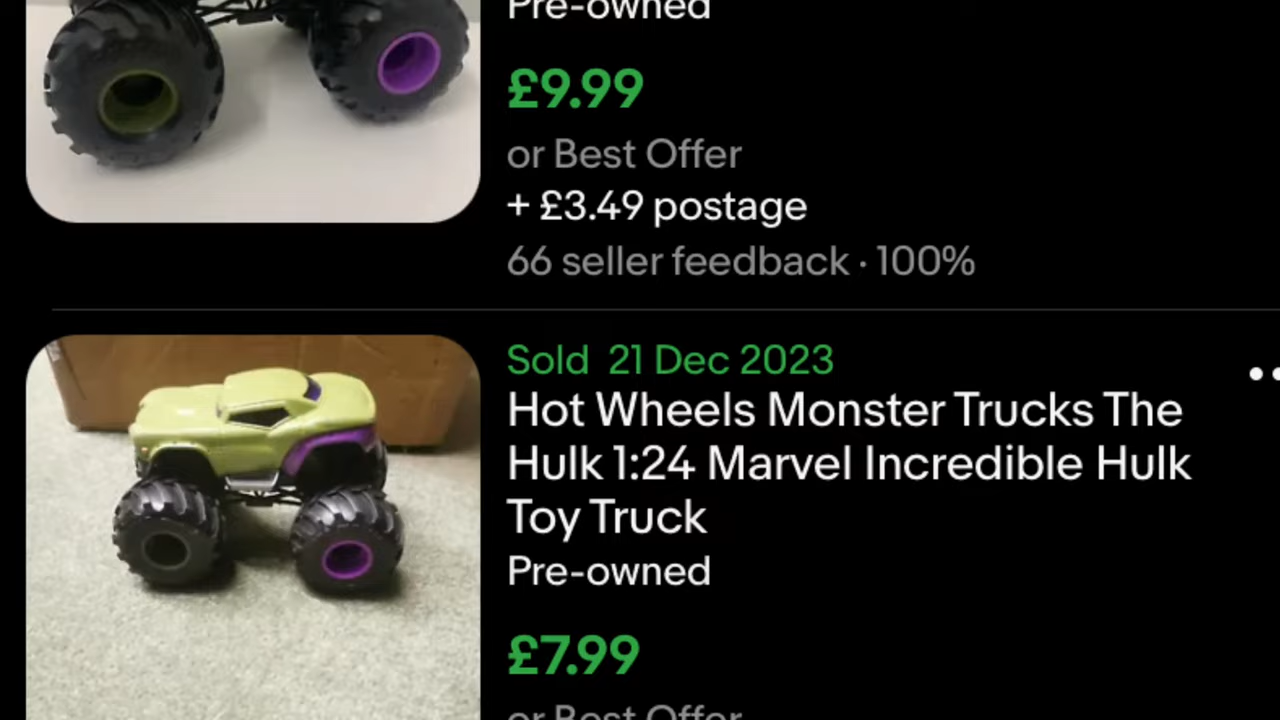 Pre-owned
£9.99
or Best Offer
+ £3.49 postage
66 seller feedback · 100%
Sold 21 Dec 2023
Hot Wheels Monster Trucks The
Hulk 1:24 Marvel Incredible Hulk
Toy Truck
Pre-owned
£7.99
or Best Offer